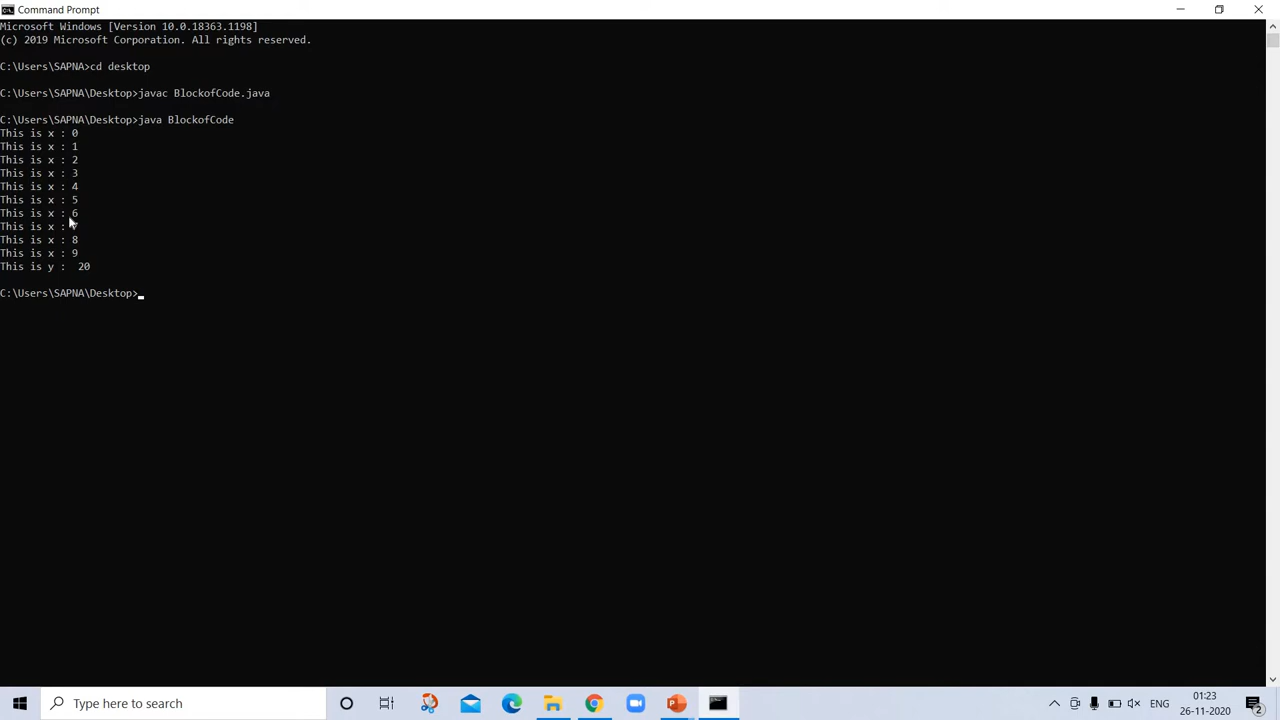 Command Prompt
Microsoft Windows [Version 10.0.18363.1198]
(c) 2019 Microsoft Corporation. All rights reserved.
C:\Users\SAPNA>cd desktop
C:\Users\SAPNA\Desktop>javac BlockofCode.java
C:\Users\SAPNA\Desktop>java BlockofCode
This is x : 0
This is x : 1
This is x : 2
This is x : 3
This is x : 4
This is x : 5
This is x : 6
This is x : 7
This is x : 8
This is x : 9
This is y :  20
C:\Users\SAPNA\Desktop>
Type here to search
ENG
01:23
26-11-2020
2